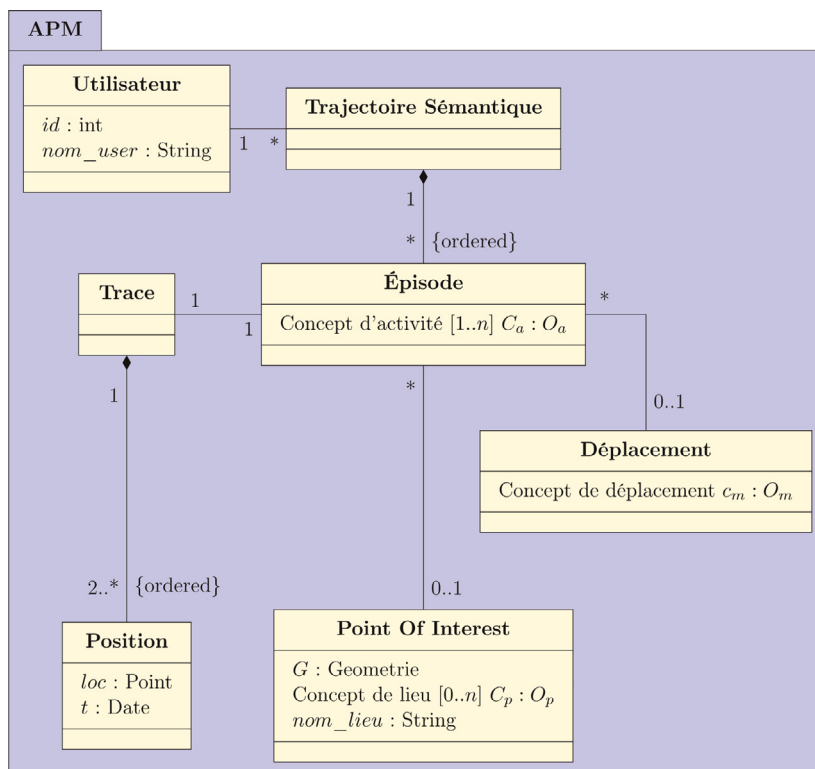 APM
Utilisateur
id : int
nom_user : String
1
*
Trajectoire Sémantique
1
* {ordered}
Trace
1
1
Épisode
Concept d'activité [1..n] Cₐ : Oₐ
*
0..1
Déplacement
Concept de déplacement cₘ : Oₘ
1
2..* {ordered}
Position
loc : Point
t : Date
*
0..1
Point Of Interest
G : Geometrie
Concept de lieu [0..n] Cₚ : Oₚ
nom_lieu : String